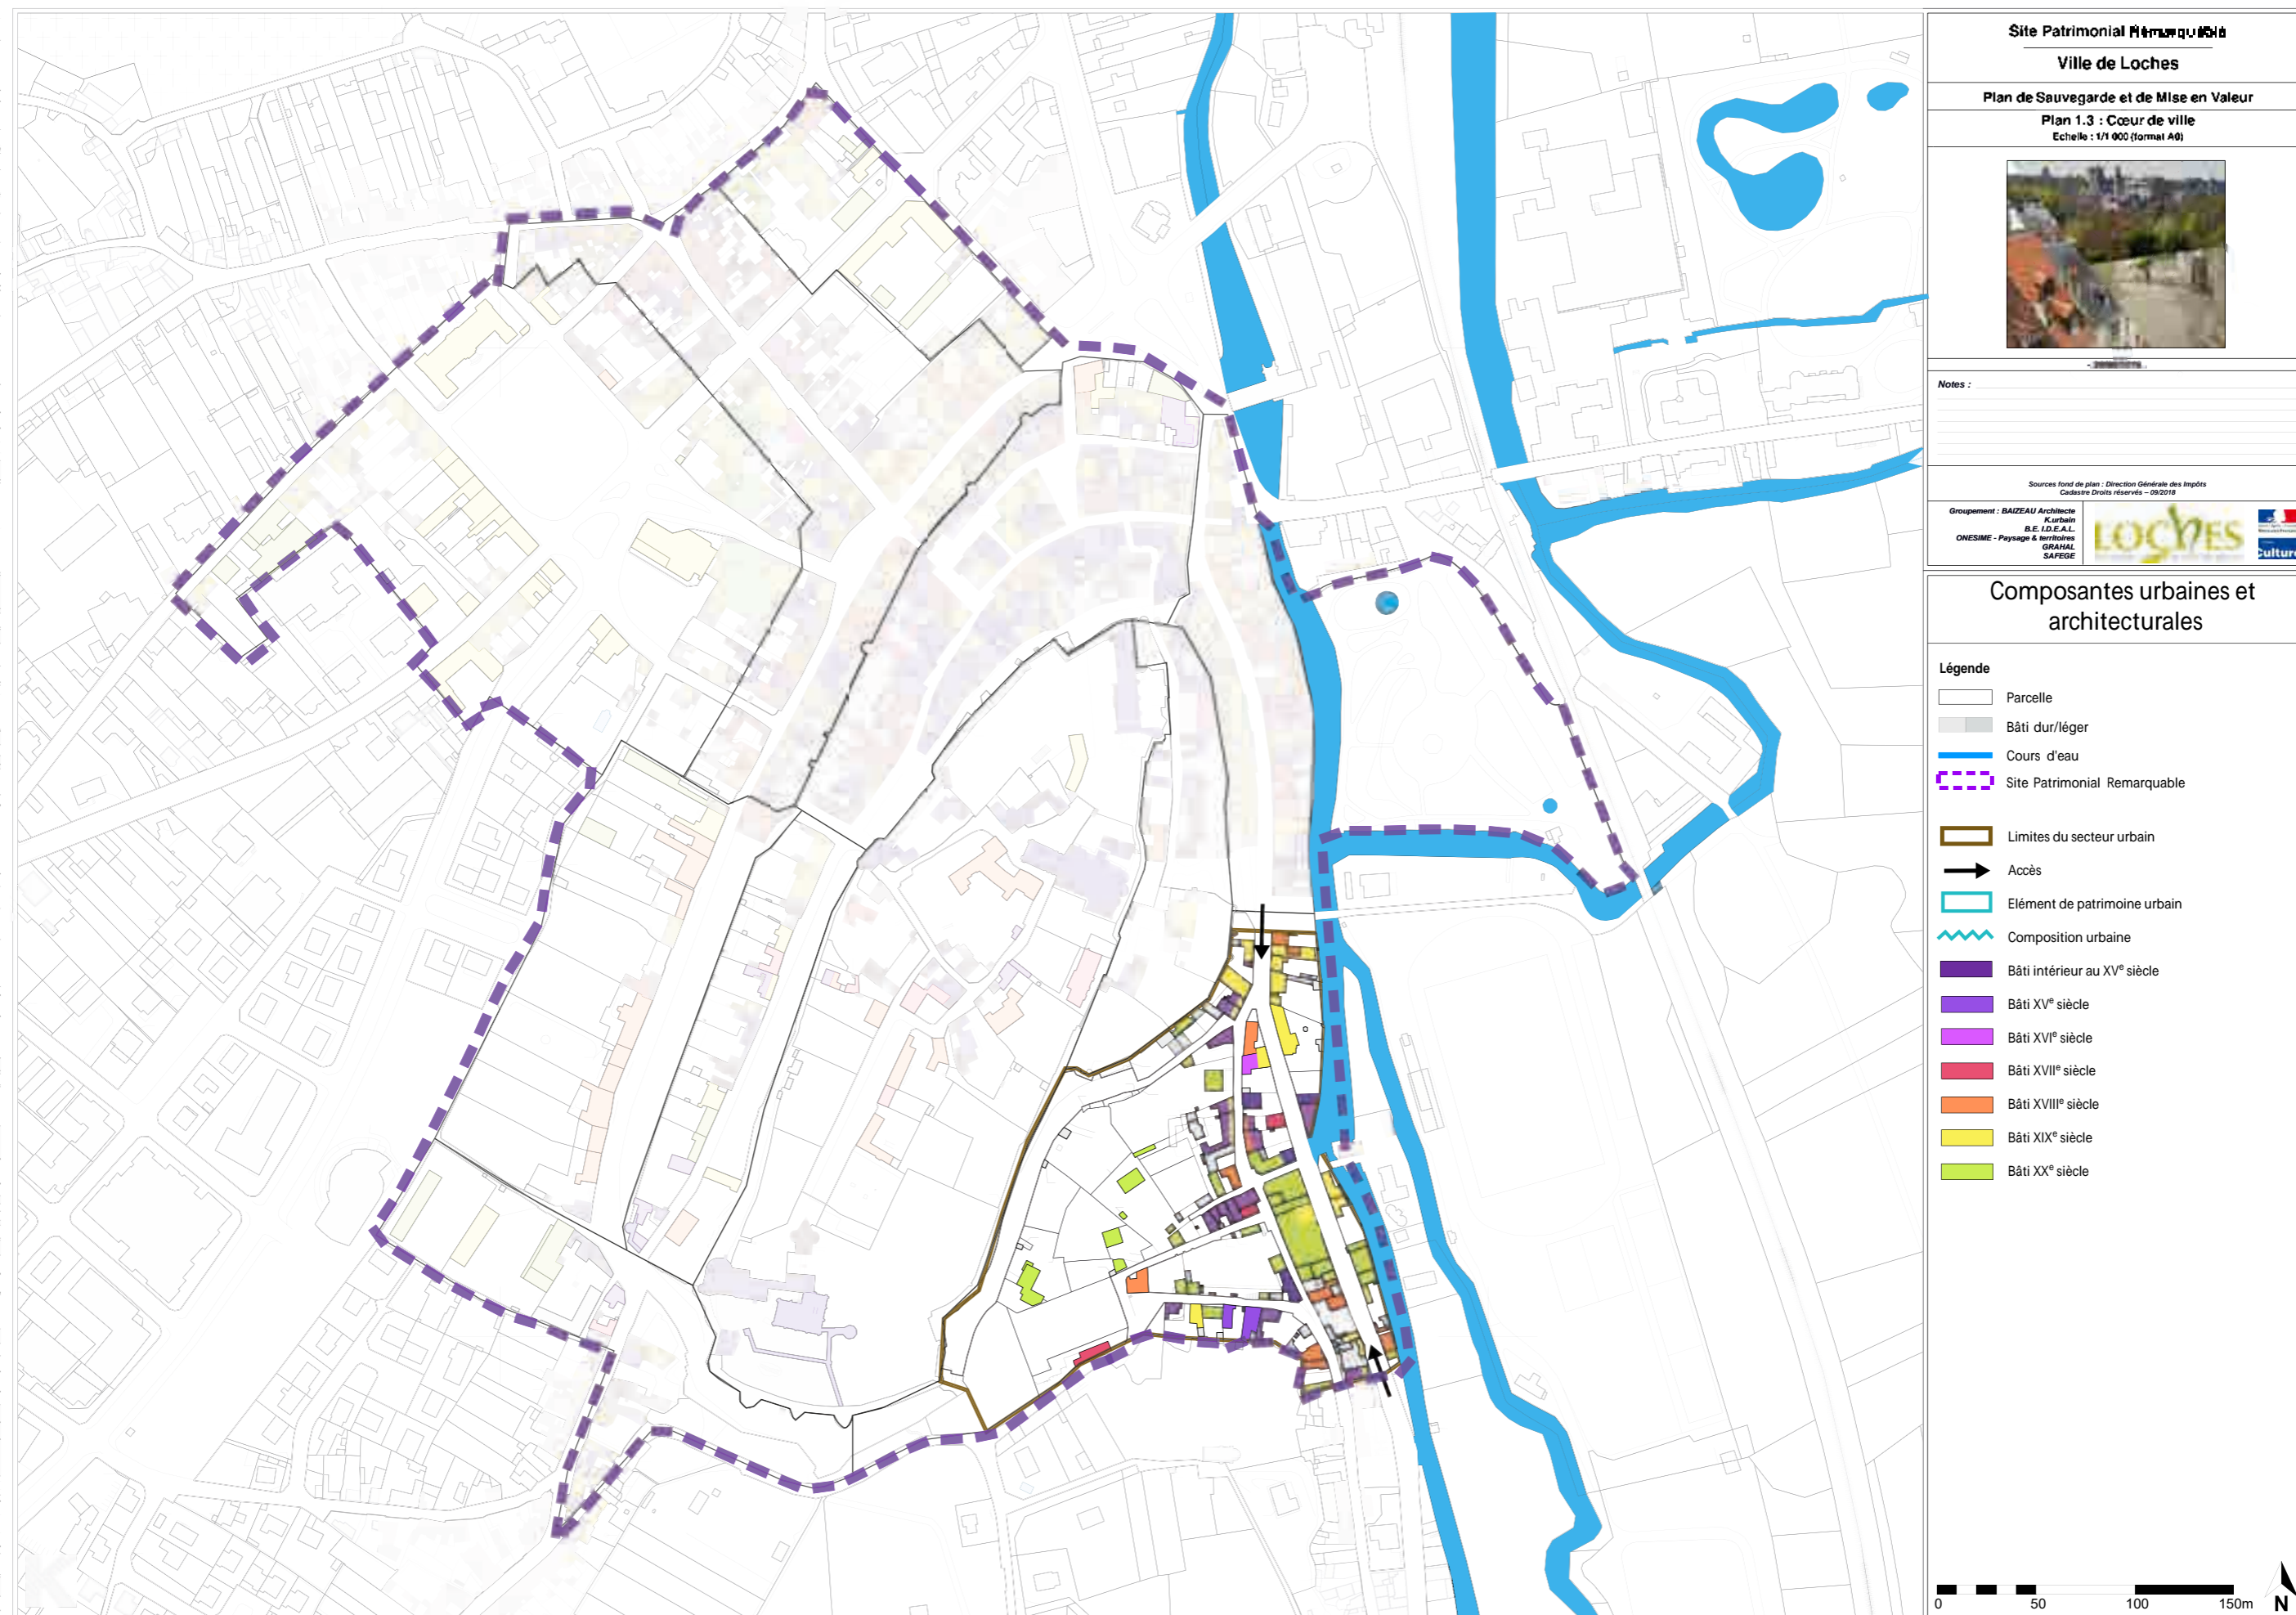 Site Patrimonial
Ville de Loches
Plan de Sauvegarde et de Mise en Valeur
Plan 1.3 : Cœur de ville
Echelle : 1/1 000 (format A0)
Notes :
Sources fond de plan : Direction Générale des Impôts
Cadastre Droits réservés – 09/2018
Groupement : BAIZEAU Architecte
K.urbain
B.E. I.D.E.A.L.
ONESIME - Paysage & territoires
GRAHAL
SAFEGE
LOCHES
Culture
Composantes urbaines et
architecturales
Légende
Parcelle
Bâti dur/léger
Cours d'eau
Site Patrimonial Remarquable
Limites du secteur urbain
Accès
Elément de patrimoine urbain
Composition urbaine
Bâti intérieur au XVe siècle
Bâti XVe siècle
Bâti XVIe siècle
Bâti XVIIe siècle
Bâti XVIIIe siècle
Bâti XIXe siècle
Bâti XXe siècle
0 50 100 150m
N